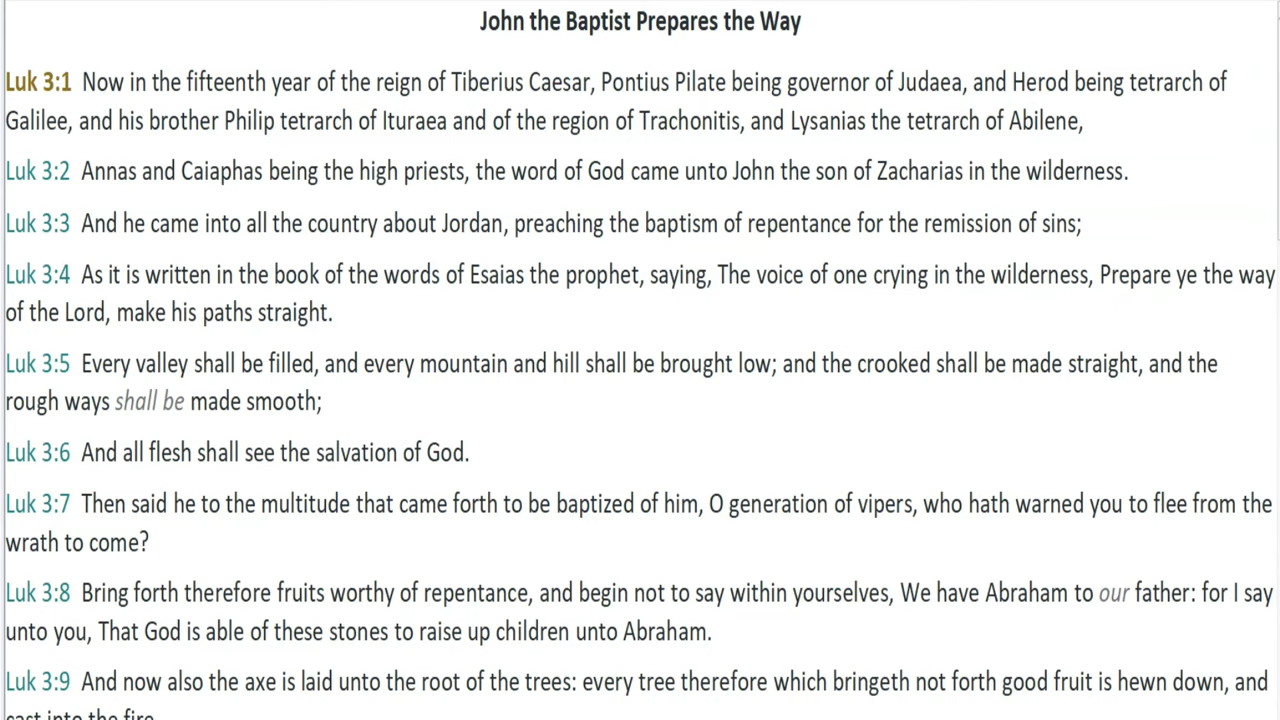 John the Baptist Prepares the Way
Luk 3:1 Now in the fifteenth year of the reign of Tiberius Caesar, Pontius Pilate being governor of Judaea, and Herod being tetrarch of
Galilee, and his brother Philip tetrarch of Ituraea and of the region of Trachonitis, and Lysanias the tetrarch of Abilene,
Luk 3:2 Annas and Caiaphas being the high priests, the word of God came unto John the son of Zacharias in the wilderness.
Luk 3:3 And he came into all the country about Jordan, preaching the baptism of repentance for the remission of sins;
Luk 3:4 As it is written in the book of the words of Esaias the prophet, saying, The voice of one crying in the wilderness, Prepare ye the way
of the Lord, make his paths straight.
Luk 3:5 Every valley shall be filled, and every mountain and hill shall be brought low; and the crooked shall be made straight, and the
rough ways shall be made smooth;
Luk 3:6 And all flesh shall see the salvation of God.
Luk 3:7 Then said he to the multitude that came forth to be baptized of him, O generation of vipers, who hath warned you to flee from the
wrath to come?
Luk 3:8 Bring forth therefore fruits worthy of repentance, and begin not to say within yourselves, We have Abraham to our father: for I say
unto you, That God is able of these stones to raise up children unto Abraham.
Luk 3:9 And now also the axe is laid unto the root of the trees: every tree therefore which bringeth not forth good fruit is hewn down, and
cast into the fire